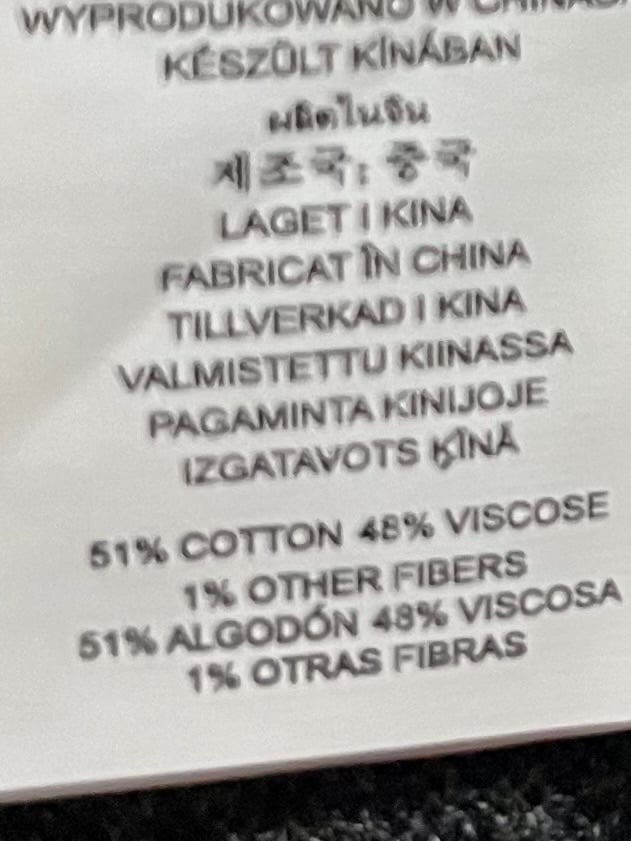 WYPRODUKOWANO W CHINACH
KÉSZÜLT KÍNÁBAN
ผลิตในจีน
제조국: 중국
LAGET I KINA
FABRICAT ÎN CHINA
TILLVERKAD I KINA
VALMISTETTU KIINASSA
PAGAMINTA KINIJOJE
IZGATAVOTS ĶĪNĀ
51% COTTON 48% VISCOSE
1% OTHER FIBERS
51% ALGODÓN 48% VISCOSA
1% OTRAS FIBRAS